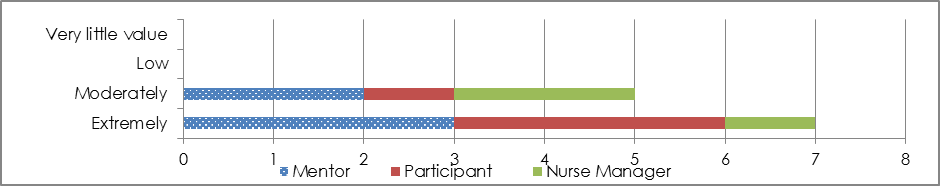 Very little value
Low
Moderately
Extremely
0 1 2 3 4 5 6 7 8
Mentor Participant Nurse Manager